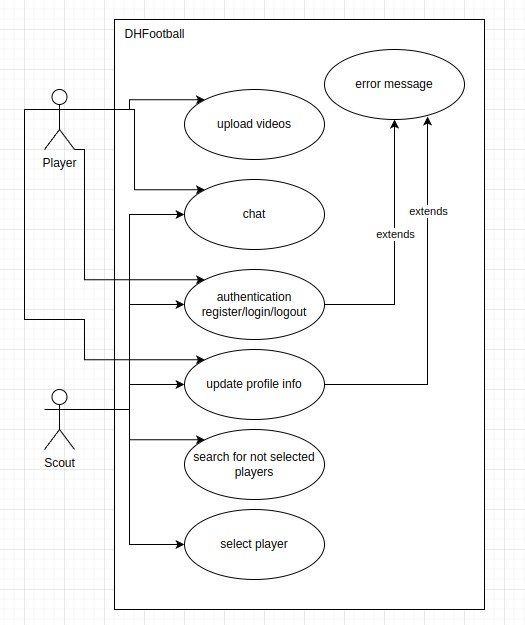 DHFootball
error message
upload videos
Player
chat
extends
extends
authentication
register/login/logout
update profile info
search for not selected
players
Scout
select player